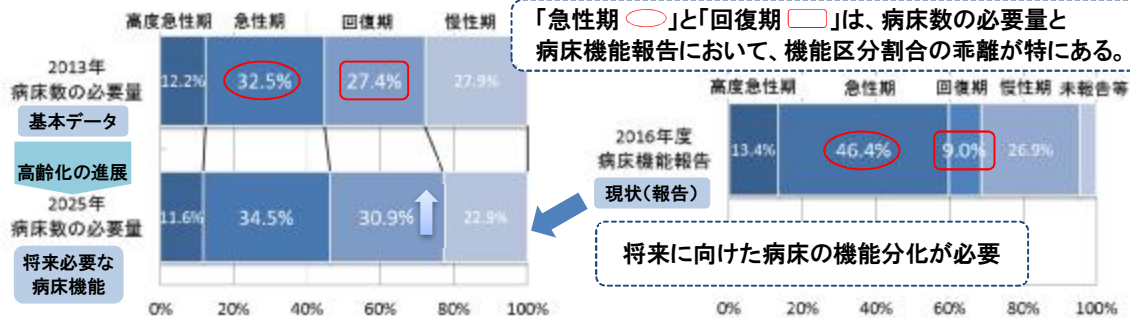 高度急性期 急性期 回復期 慢性期
2013年
病床数の必要量
12.2% 32.5% 27.4% 27.9%
基本データ
高齢化の進展
2025年
病床数の必要量
11.6% 34.5% 30.9% 22.9%
将来必要な
病床機能
0% 20% 40% 60% 80% 100%
「急性期 」と「回復期 」は、病床数の必要量と
病床機能報告において、機能区分割合の乖離が特にある。
高度急性期 急性期 回復期 慢性期 未報告等
2016年度
病床機能報告
13.4% 46.4% 9.0% 26.9%
現状(報告)
将来に向けた病床の機能分化が必要
0% 20% 40% 60% 80% 100%